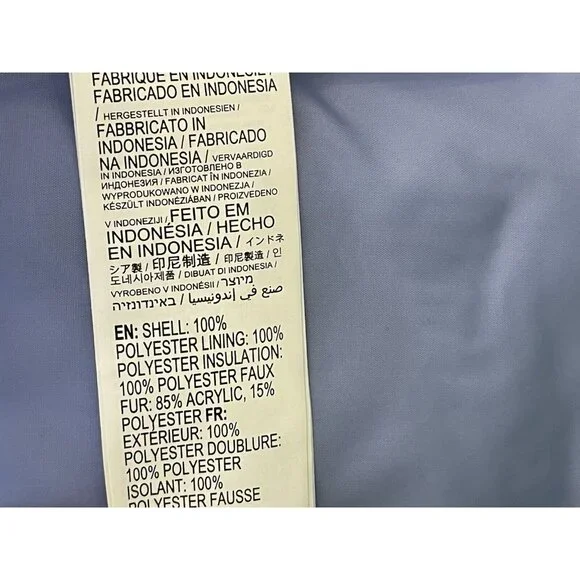 FABRIQUÉ EN INDONÉSIE /
FABRICADO EN INDONESIA
/ HERGESTELLT IN INDONESIEN /
FABBRICATO IN
INDONESIA / FABRICADO
NA INDONESIA / VERVAARDIGD
IN INDONESIA / ИЗГОТОВЛЕНО В
ИНДОНЕЗИЯ / FABRICAT ÎN INDONEZIA /
WYPRODUKOWANO W INDONEZJA /
KÉSZÜLT INDONÉZIÁBAN / PROIZVEDENO
V INDONEZIJI / FEITO EM
INDONÉSIA / HECHO
EN INDONESIA / インドネ
シア製 / 印尼制造 / 印尼製造 / 인
도네시아제품 / DIBUAT DI INDONESIA /
VYROBENO V INDONÉSII / מיוצר
באינדונזיה / صنع في إندونيسيا
EN: SHELL: 100%
POLYESTER LINING: 100%
POLYESTER INSULATION:
100% POLYESTER FAUX
FUR: 85% ACRYLIC, 15%
POLYESTER FR:
EXTÉRIEUR: 100%
POLYESTER DOUBLURE:
100% POLYESTER
ISOLANT: 100%
POLYESTER FAUSSE